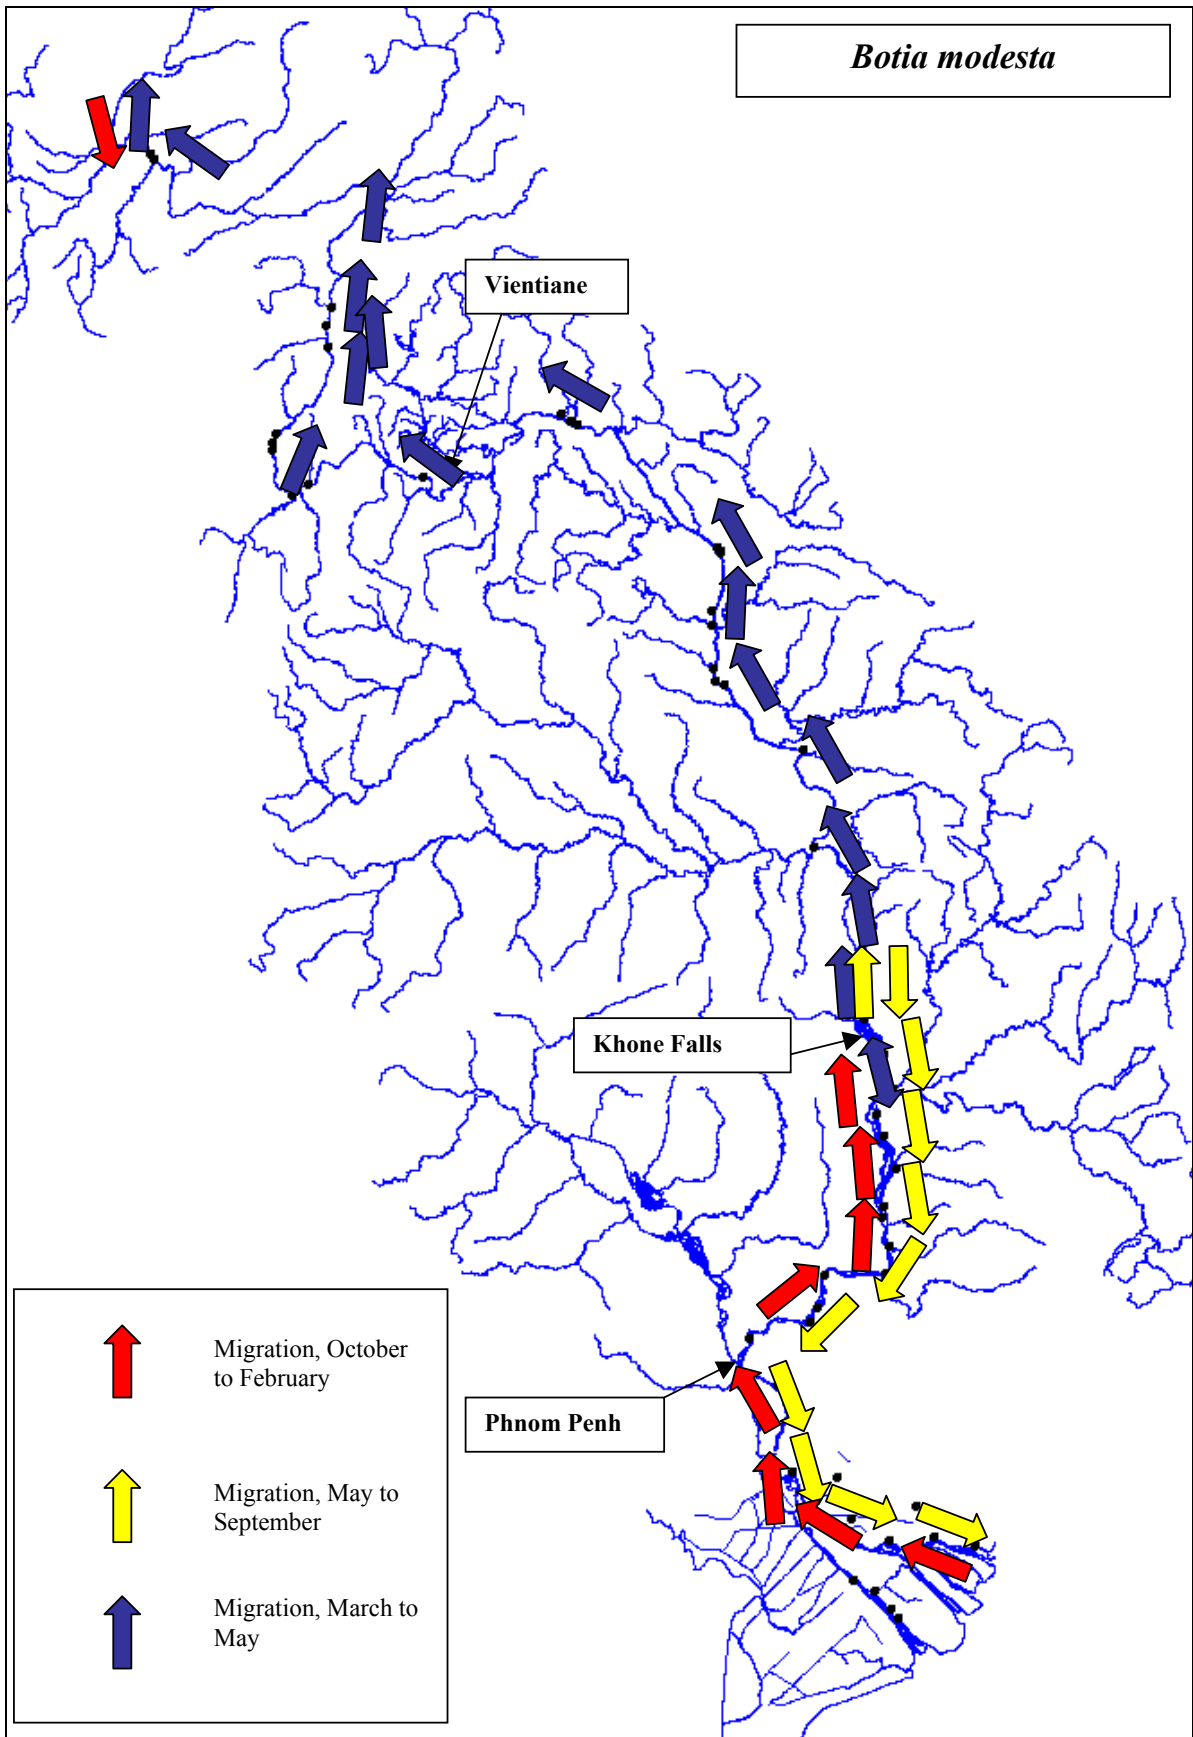 Botia modesta
Vientiane
Khone Falls
Phnom Penh
Migration, October
to February
Migration, May to
September
Migration, March to
May